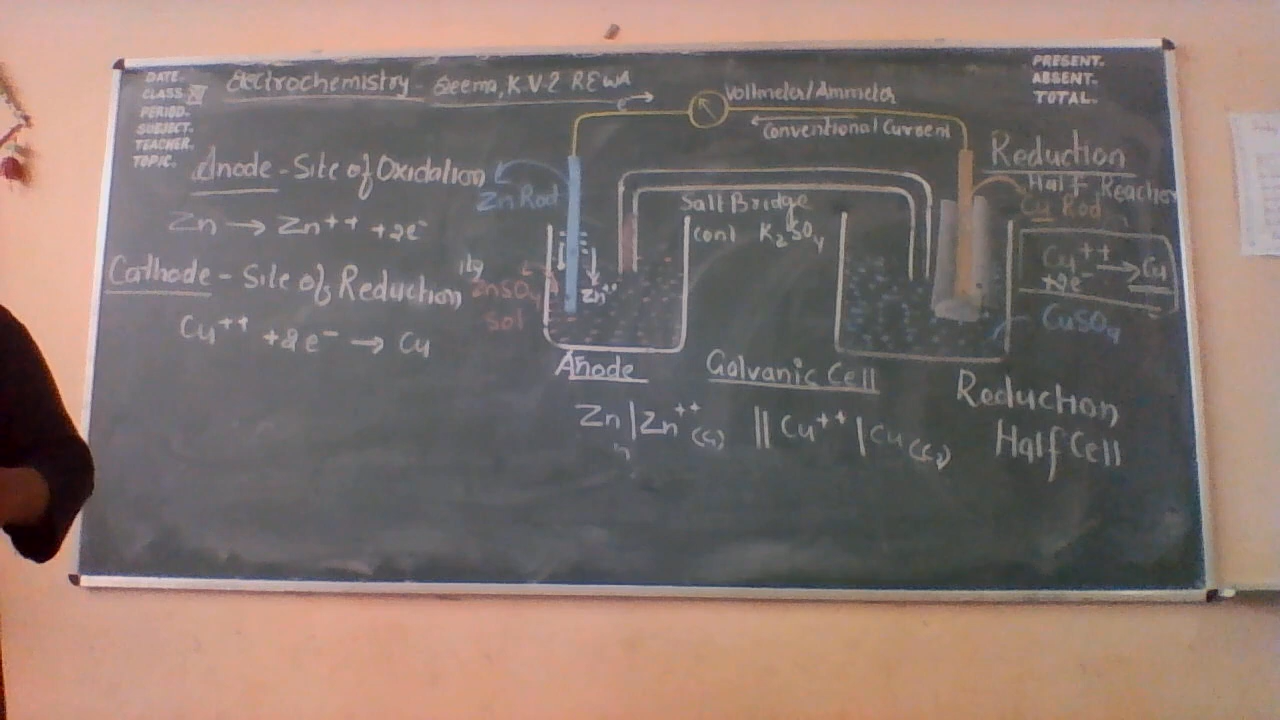 DATE.
CLASS.
PERIOD.
SUBJECT.
TEACHER.
TOPIC.
Electrochemistry - Seema, K.V-2 REWA
PRESENT.
ABSENT.
TOTAL.
e⁻ →
Voltmeter/Ammeter
← Conventional Current
Anode - Site of Oxidation
Zn → Zn⁺⁺ + 2e⁻
Cathode - Site of Reduction
Cu⁺⁺ + 2e⁻ → Cu
Zn Rod
ZnSO₄
Sol
Zn⁺⁺
Salt Bridge
K₂SO₄
Reduction
Half Reaction
Cu Rod
Cu⁺⁺ → Cu
+2e⁻
CuSO₄
Anode
Galvanic Cell
Reduction
Half Cell
Zn | Zn⁺⁺ (C₁) || Cu⁺⁺ | Cu (C₂)